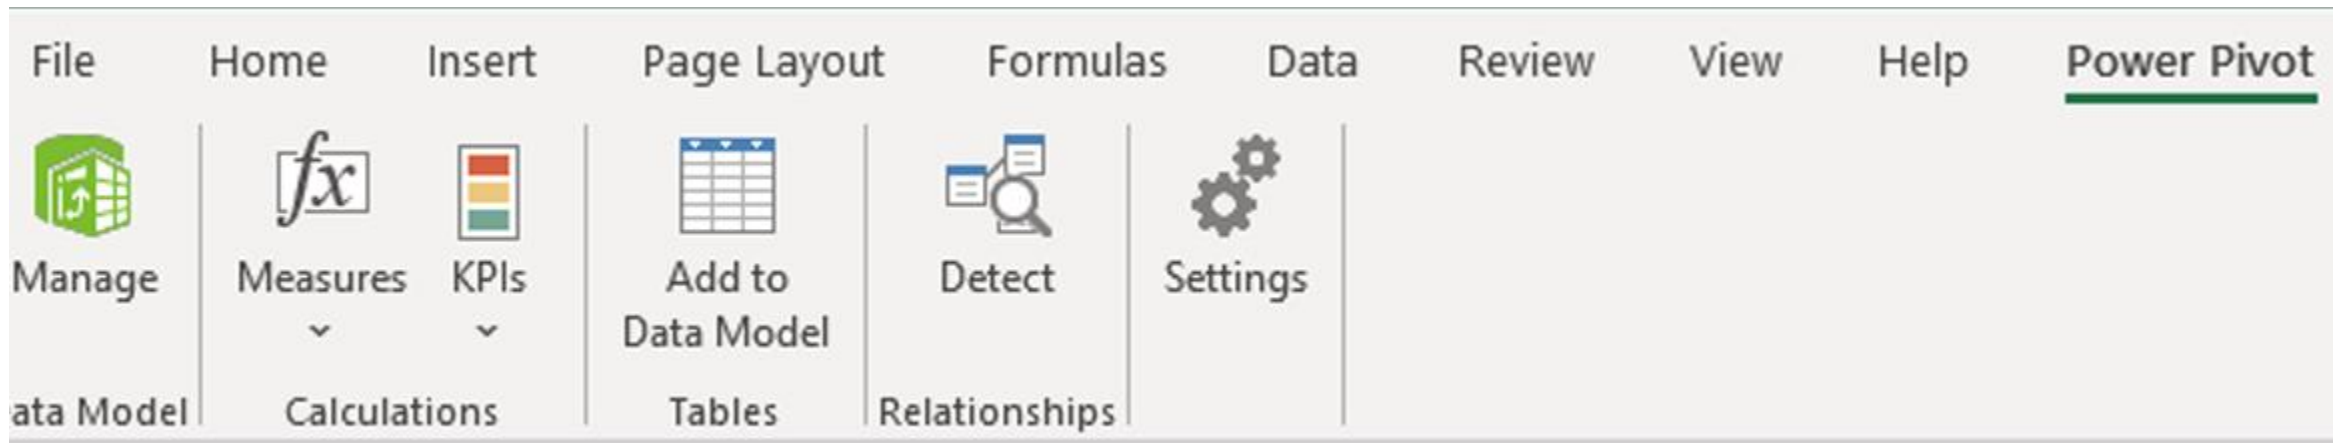 File Home Insert Page Layout Formulas Data Review View Help Power Pivot
fx
Manage Measures KPIs Add to Detect Settings
Data Model
ata Model Calculations Tables Relationships